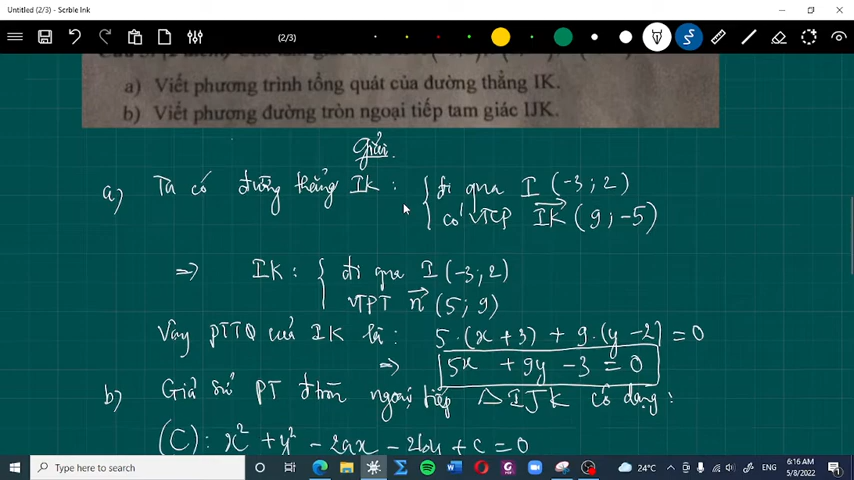 Untitled (2/3) - Scrble Ink
(2/3)
a) Viết phương trình tổng quát của đường thẳng IK.
b) Viết phương đường tròn ngoại tiếp tam giác IJK.
Giải.
a) Ta có đường thẳng IK : { đi qua I (-3 ; 2)
có VTCP IK (9 ; -5)
=> IK : { đi qua I (-3 ; 2)
VTPT n (5 ; 9)
Vậy PTTQ của IK là : 5.(x + 3) + 9.(y - 2) = 0
=> 5x + 9y - 3 = 0
b) Giả sử PT đtròn ngoại tiếp △IJK có dạng :
(C) : x² + y² - 2ax - 2by + c = 0
Type here to search
24°C
ENG
6:16 AM
5/8/2022